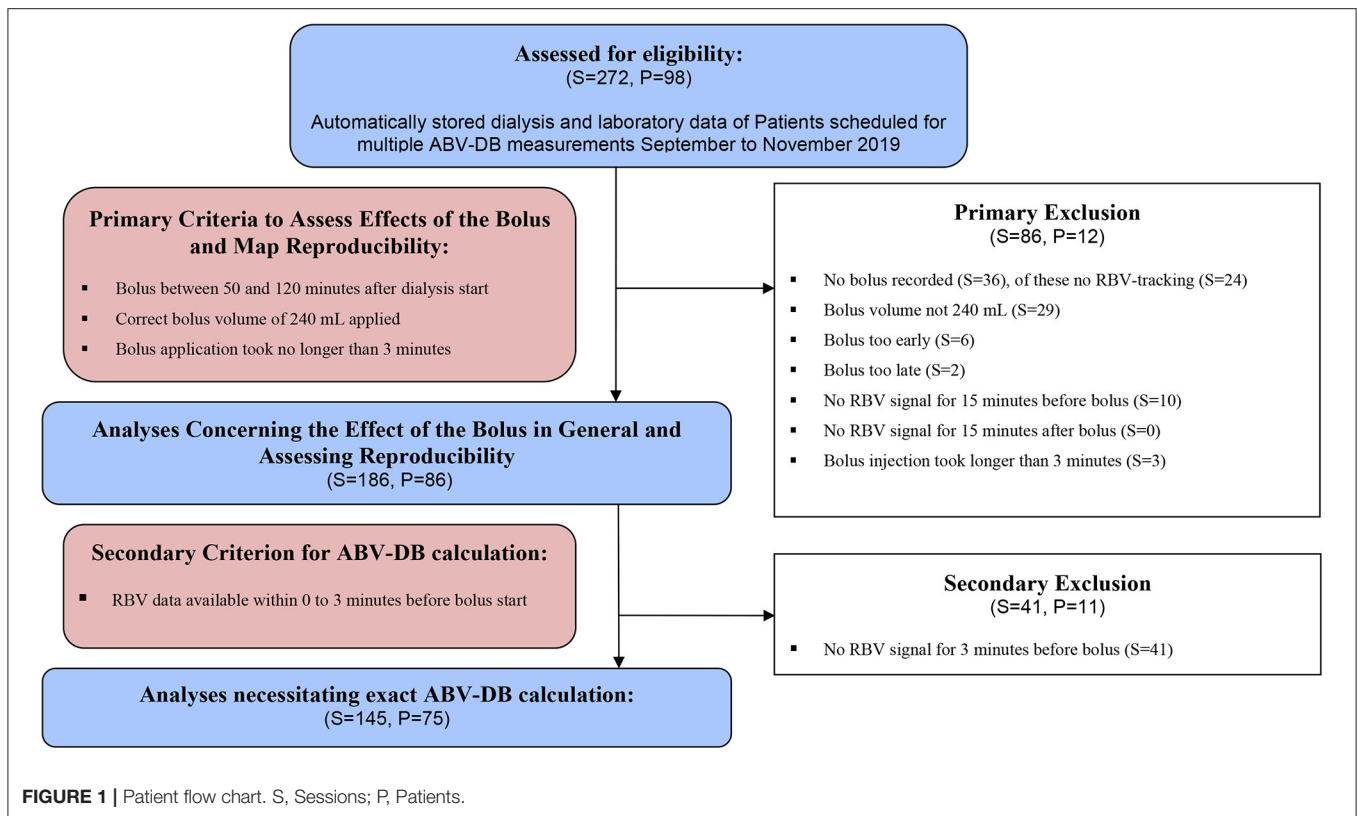 Assessed for eligibility:
(S=272, P=98)
Automatically stored dialysis and laboratory data of Patients scheduled for
multiple ABV-DB measurements September to November 2019
Primary Criteria to Assess Effects of the Bolus
and Map Reproducibility:
▪ Bolus between 50 and 120 minutes after dialysis start
▪ Correct bolus volume of 240 mL applied
▪ Bolus application took no longer than 3 minutes
Primary Exclusion
(S=86, P=12)
▪ No bolus recorded (S=36), of these no RBV-tracking (S=24)
▪ Bolus volume not 240 mL (S=29)
▪ Bolus too early (S=6)
▪ Bolus too late (S=2)
▪ No RBV signal for 15 minutes before bolus (S=10)
▪ No RBV signal for 15 minutes after bolus (S=0)
▪ Bolus injection took longer than 3 minutes (S=3)
Analyses Concerning the Effect of the Bolus in General and
Assessing Reproducibility
(S=186, P=86)
Secondary Criterion for ABV-DB calculation:
▪ RBV data available within 0 to 3 minutes before bolus start
Secondary Exclusion
(S=41, P=11)
▪ No RBV signal for 3 minutes before bolus (S=41)
Analyses necessitating exact ABV-DB calculation:
(S=145, P=75)
FIGURE 1 | Patient flow chart. S, Sessions; P, Patients.